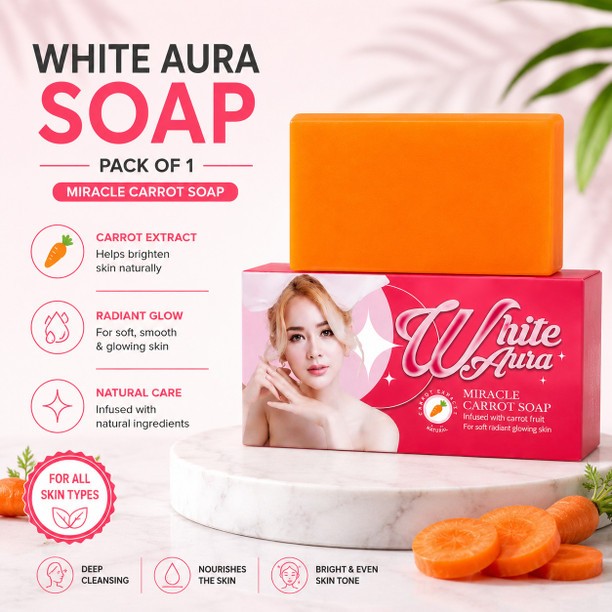 WHITE AURA
SOAP
PACK OF 1
MIRACLE CARROT SOAP
CARROT EXTRACT
Helps brighten
skin naturally
RADIANT GLOW
For soft, smooth
& glowing skin
NATURAL CARE
Infused with
natural ingredients
FOR ALL
SKIN TYPES
White
Aura
MIRACLE
CARROT SOAP
Infused with carrot fruit
For soft radiant glowing skin
NATURAL
DEEP
CLEANSING
NOURISHES
THE SKIN
BRIGHT & EVEN
SKIN TONE